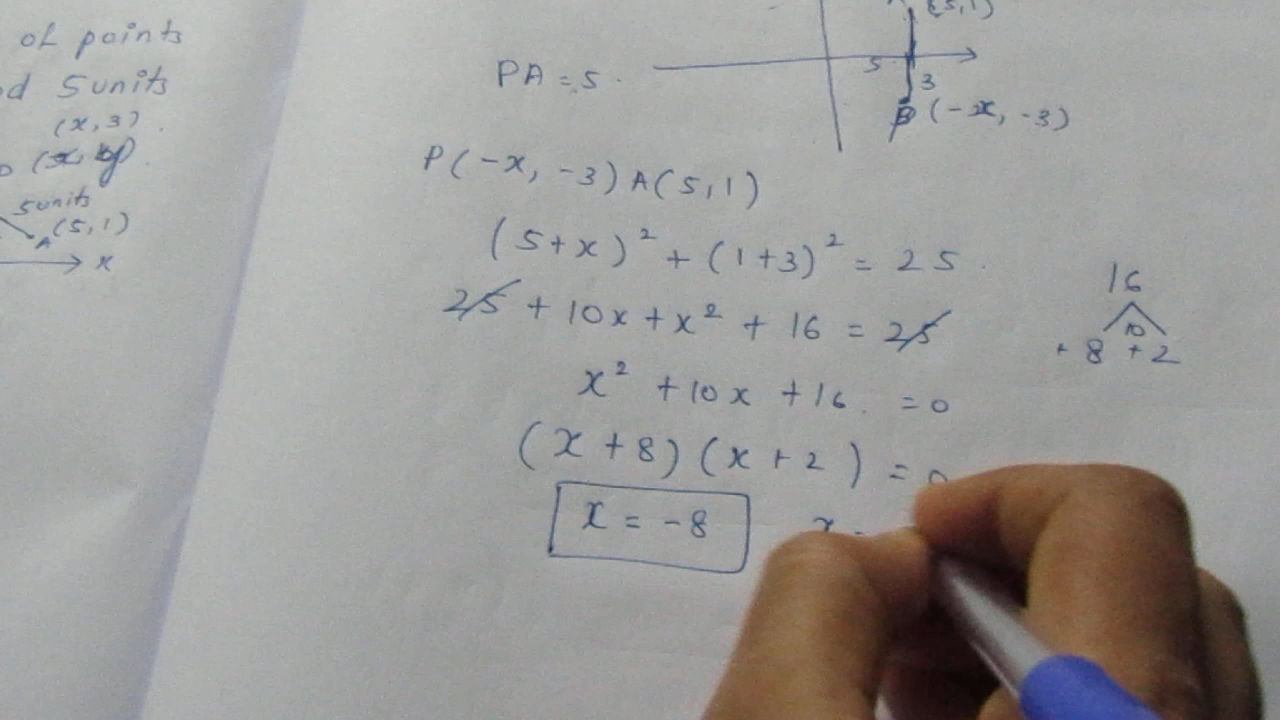 of points
5units
(x, 3).
5units
(5,1)
A
x
(5,1)
PA = 5.
5
3
(-x, -3)
P(-x, -3) A(5,1)
(5+x)² + (1+3)² = 25
25 + 10x + x² + 16 = 25
x² + 10x + 16. = 0
(x + 8) (x + 2) = 0
x = -8
x =
16
10
+ 8 + 2